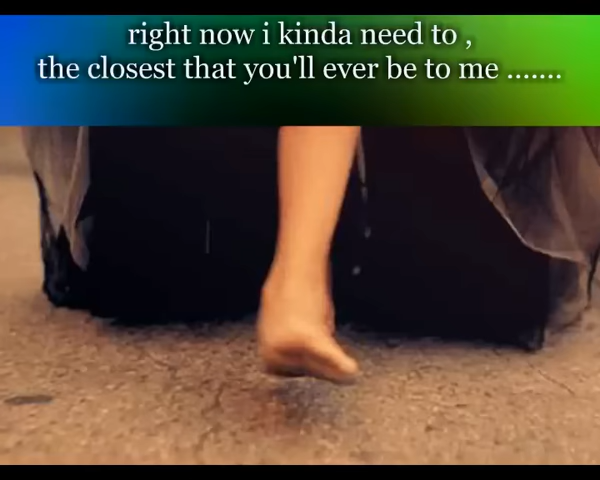 right now i kinda need to ,
the closest that you'll ever be to me .......